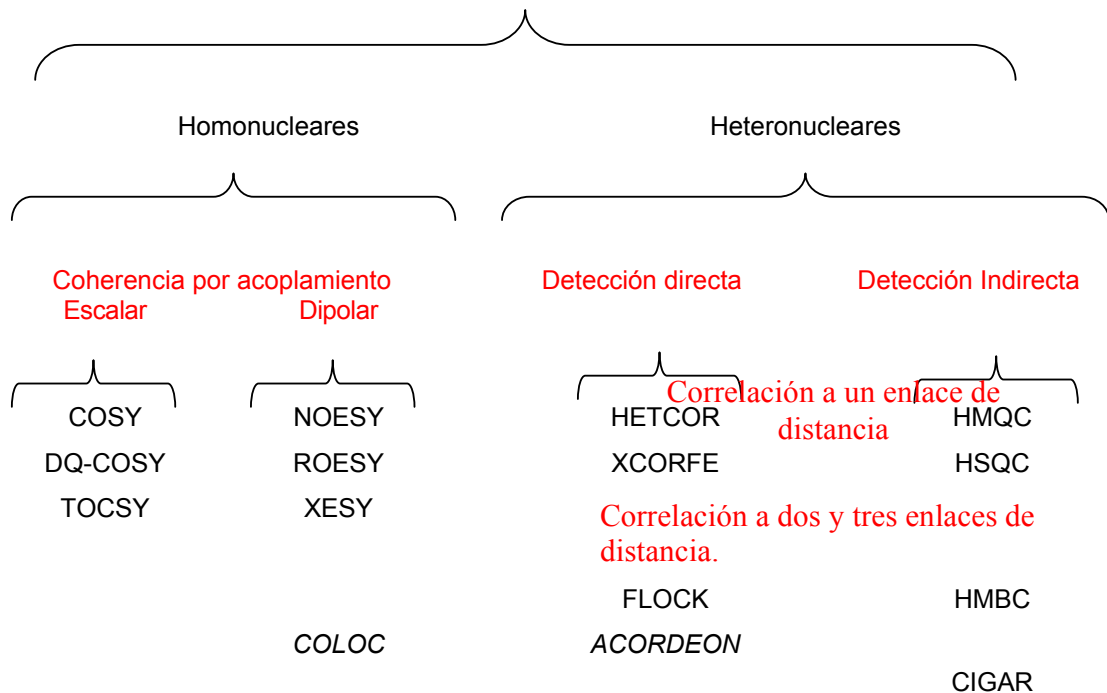 Homonucleares Heteronucleares
Coherencia por acoplamiento Detección directa Detección Indirecta
Escalar Dipolar
Correlación a un enlace de
distancia
COSY NOESY HETCOR HMQC
DQ-COSY ROESY XCORFE HSQC
TOCSY XESY
Correlación a dos y tres enlaces de
distancia.
FLOCK HMBC
COLOC ACORDEON
CIGAR